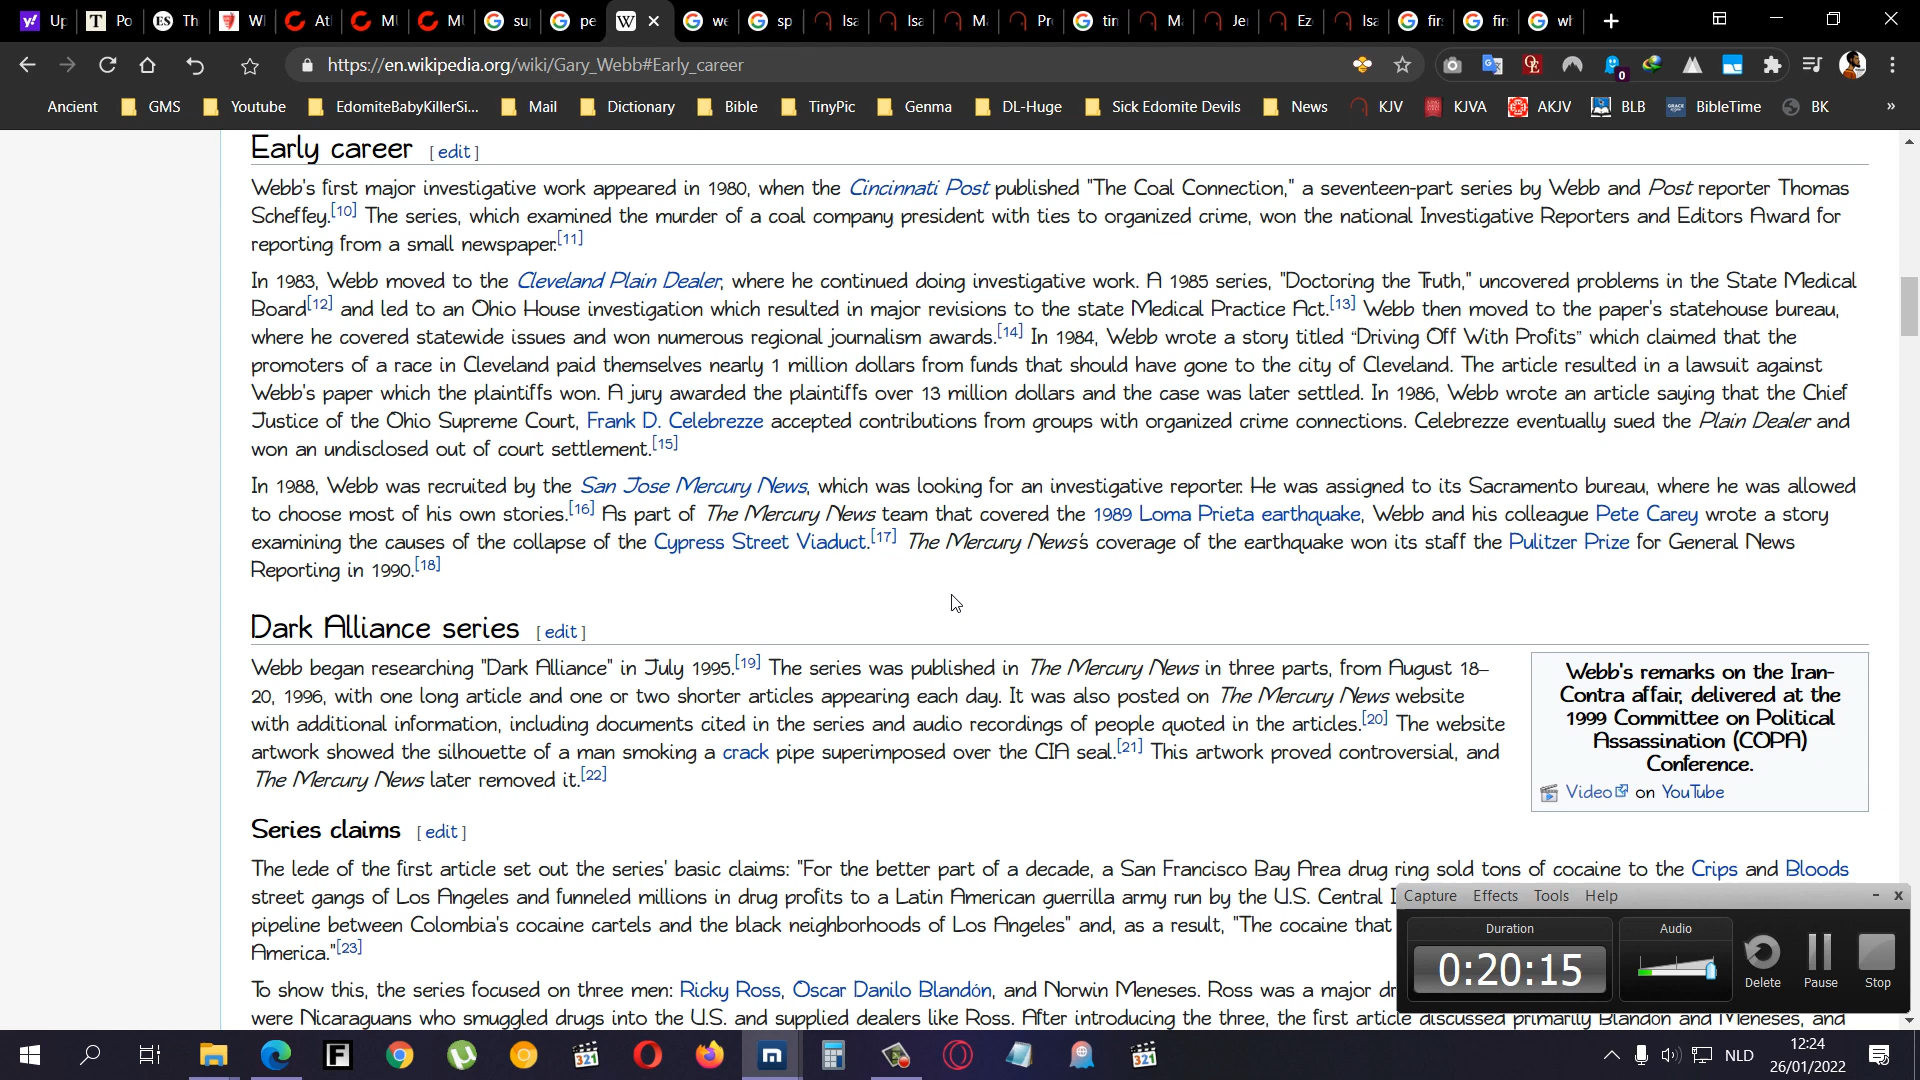 Up
Po
Th
Wl
Atl
MU
MU
su
pe
we
sp
Isa
Isa
Ma
Pr
tin
Ma
Je
Ez
Isa
fir
fir
wh
https://en.wikipedia.org/wiki/Gary_Webb#Early_career
0
Ancient GMS Youtube EdomiteBabyKillerSi... Mail Dictionary Bible TinyPic Genma DL-Huge Sick Edomite Devils News KJV KJVA AKJV BLB BibleTime BK »
Early career [ edit ]
Webb's first major investigative work appeared in 1980, when the Cincinnati Post published "The Coal Connection," a seventeen-part series by Webb and Post reporter Thomas
Scheffey.[10] The series, which examined the murder of a coal company president with ties to organized crime, won the national Investigative Reporters and Editors Award for
reporting from a small newspaper.[11]
In 1983, Webb moved to the Cleveland Plain Dealer, where he continued doing investigative work. A 1985 series, "Doctoring the Truth," uncovered problems in the State Medical
Board[12] and led to an Ohio House investigation which resulted in major revisions to the state Medical Practice Act.[13] Webb then moved to the paper's statehouse bureau,
where he covered statewide issues and won numerous regional journalism awards.[14] In 1984, Webb wrote a story titled “Driving Off With Profits” which claimed that the
promoters of a race in Cleveland paid themselves nearly 1 million dollars from funds that should have gone to the city of Cleveland. The article resulted in a lawsuit against
Webb's paper which the plaintiffs won. A jury awarded the plaintiffs over 13 million dollars and the case was later settled. In 1986, Webb wrote an article saying that the Chief
Justice of the Ohio Supreme Court, Frank D. Celebrezze accepted contributions from groups with organized crime connections. Celebrezze eventually sued the Plain Dealer and
won an undisclosed out of court settlement.[15]
In 1988, Webb was recruited by the San Jose Mercury News, which was looking for an investigative reporter. He was assigned to its Sacramento bureau, where he was allowed
to choose most of his own stories.[16] As part of The Mercury News team that covered the 1989 Loma Prieta earthquake, Webb and his colleague Pete Carey wrote a story
examining the causes of the collapse of the Cypress Street Viaduct.[17] The Mercury News's coverage of the earthquake won its staff the Pulitzer Prize for General News
Reporting in 1990.[18]
Dark Alliance series [ edit ]
Webb began researching "Dark Alliance" in July 1995.[19] The series was published in The Mercury News in three parts, from August 18–
20, 1996, with one long article and one or two shorter articles appearing each day. It was also posted on The Mercury News website
with additional information, including documents cited in the series and audio recordings of people quoted in the articles.[20] The website
artwork showed the silhouette of a man smoking a crack pipe superimposed over the CIA seal.[21] This artwork proved controversial, and
The Mercury News later removed it.[22]
Webb's remarks on the Iran-
Contra affair, delivered at the
1999 Committee on Political
Assassination (COPA)
Conference.
Video on YouTube
Series claims [ edit ]
The lede of the first article set out the series' basic claims: "For the better part of a decade, a San Francisco Bay Area drug ring sold tons of cocaine to the Crips and Bloods
street gangs of Los Angeles and funneled millions in drug profits to a Latin American guerrilla army run by the U.S. Central
pipeline between Colombia's cocaine cartels and the black neighborhoods of Los Angeles" and, as a result, "The cocaine that
America."[23]
To show this, the series focused on three men: Ricky Ross, Oscar Danilo Blandón, and Norwin Meneses. Ross was a major
were Nicaraguans who smuggled drugs into the U.S. and supplied dealers like Ross. After introducing the three, the first article discussed primarily Blandón and Meneses, and
Capture Effects Tools Help
Duration
0:20:15
Audio
Delete Pause Stop
321
321
NLD
12:24
26/01/2022